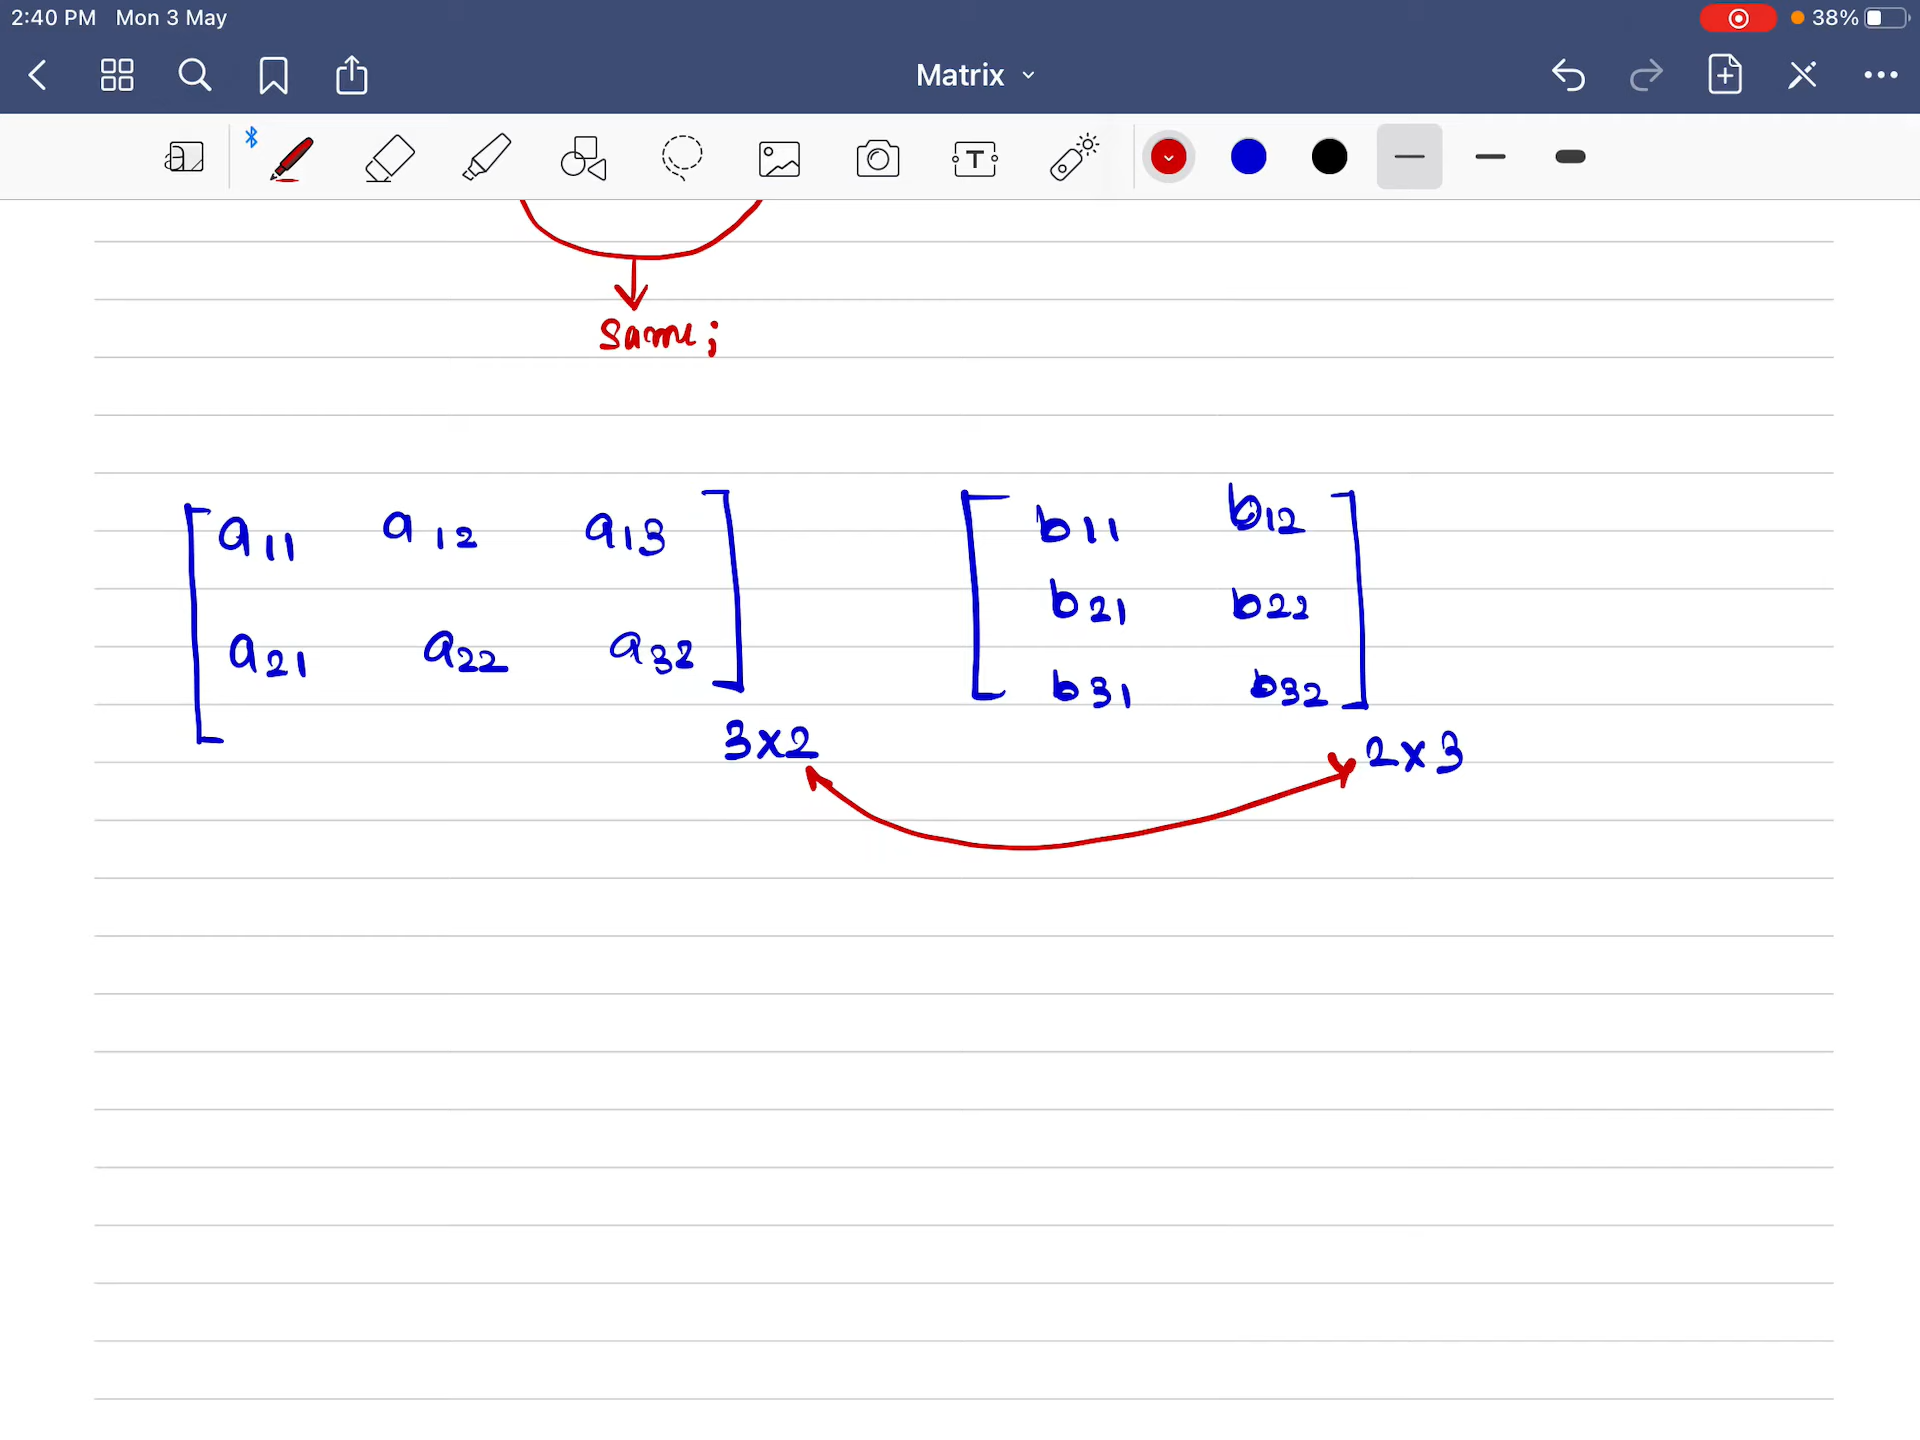 2:40 PM Mon 3 May 38%
Matrix
Same;
a11 a12 a13 b11 b12
b21 b22
a21 a22 a32
b31 b32
3x2 2x3